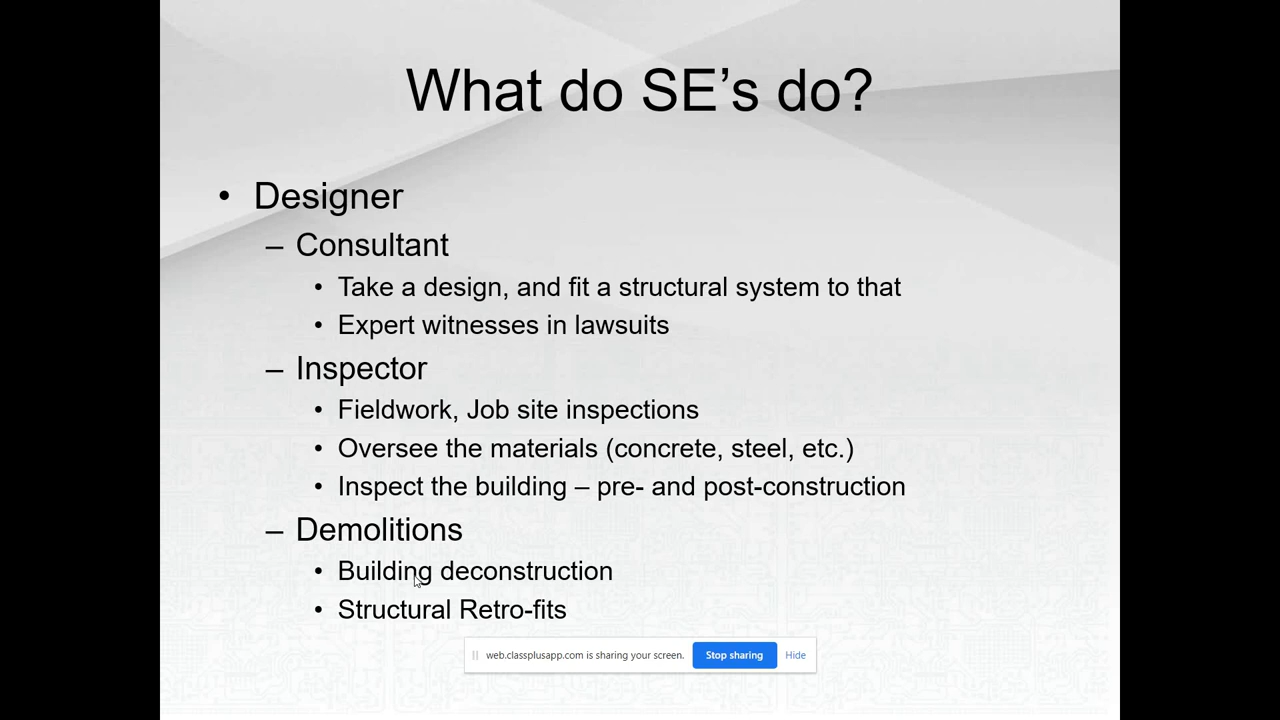 What do SE’s do?
• Designer
– Consultant
• Take a design, and fit a structural system to that
• Expert witnesses in lawsuits
– Inspector
• Fieldwork, Job site inspections
• Oversee the materials (concrete, steel, etc.)
• Inspect the building – pre- and post-construction
– Demolitions
• Building deconstruction
• Structural Retro-fits
web.classplusapp.com is sharing your screen. Stop sharing Hide